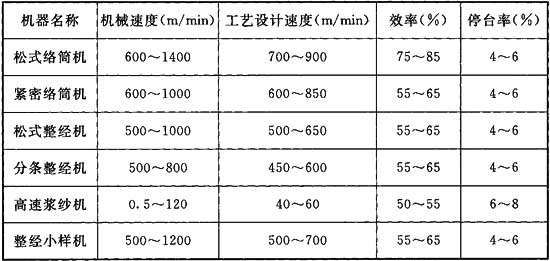 机器名称 机械速度(m/min) 工艺设计速度(m/min) 效率(%) 停台率(%)
松式络筒机 600～1400 700～900 75～85 4～6
紧密络筒机 600～1000 600～850 55～65 4～6
松式整经机 500～1000 500～650 55～65 4～6
分条整经机 500～800 450～600 55～65 4～6
高速浆纱机 0.5～120 40～60 50～55 6～8
整经小样机 500～1200 500～700 55～65 4～6